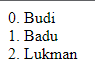 0. Budi
1. Badu
2. Lukman